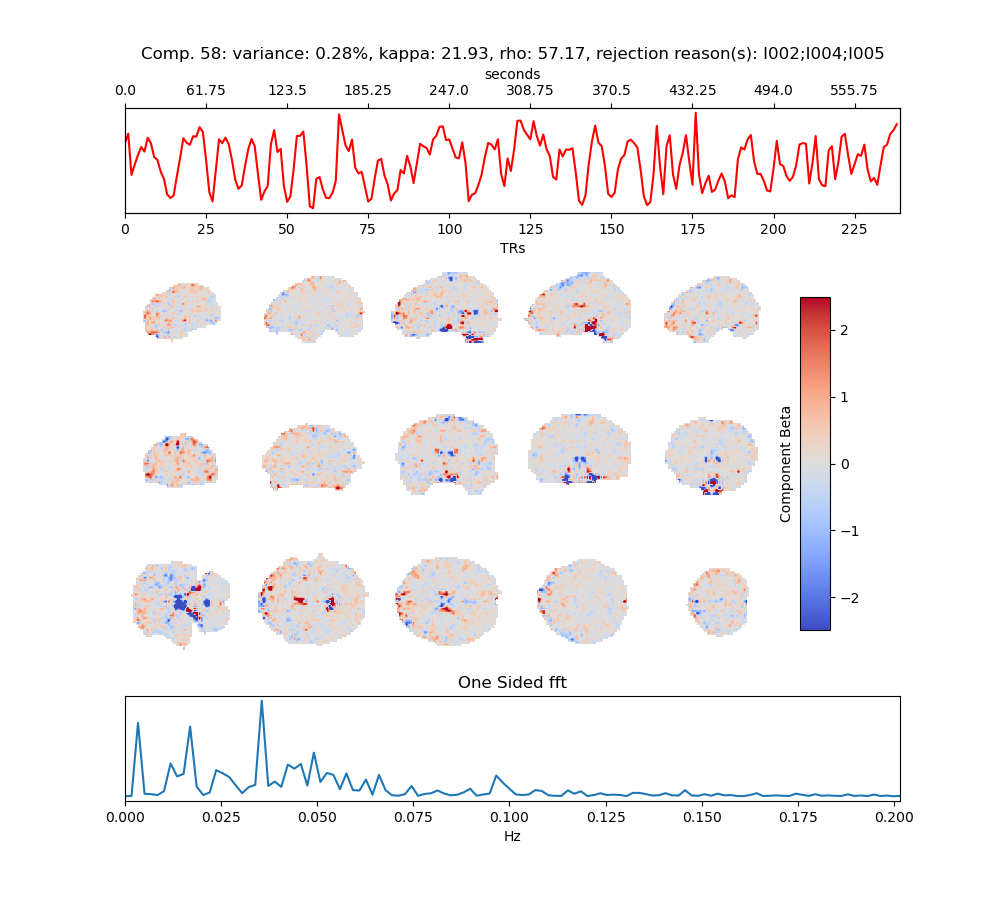 Comp. 58: variance: 0.28%, kappa: 21.93, rho: 57.17, rejection reason(s): I002;I004;I005
seconds
0.0 61.75 123.5 185.25 247.0 308.75 370.5 432.25 494.0 555.75
0 25 50 75 100 125 150 175 200 225
TRs
2
1
0
−1
−2
Component Beta
One Sided fft
0.000 0.025 0.050 0.075 0.100 0.125 0.150 0.175 0.200
Hz